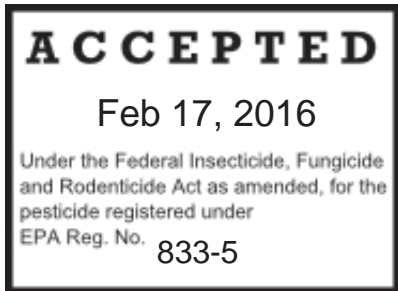 ACCEPTED
Feb 17, 2016
Under the Federal Insecticide, Fungicide
and Rodenticide Act as amended, for the
pesticide registered under
EPA Reg. No. 833-5